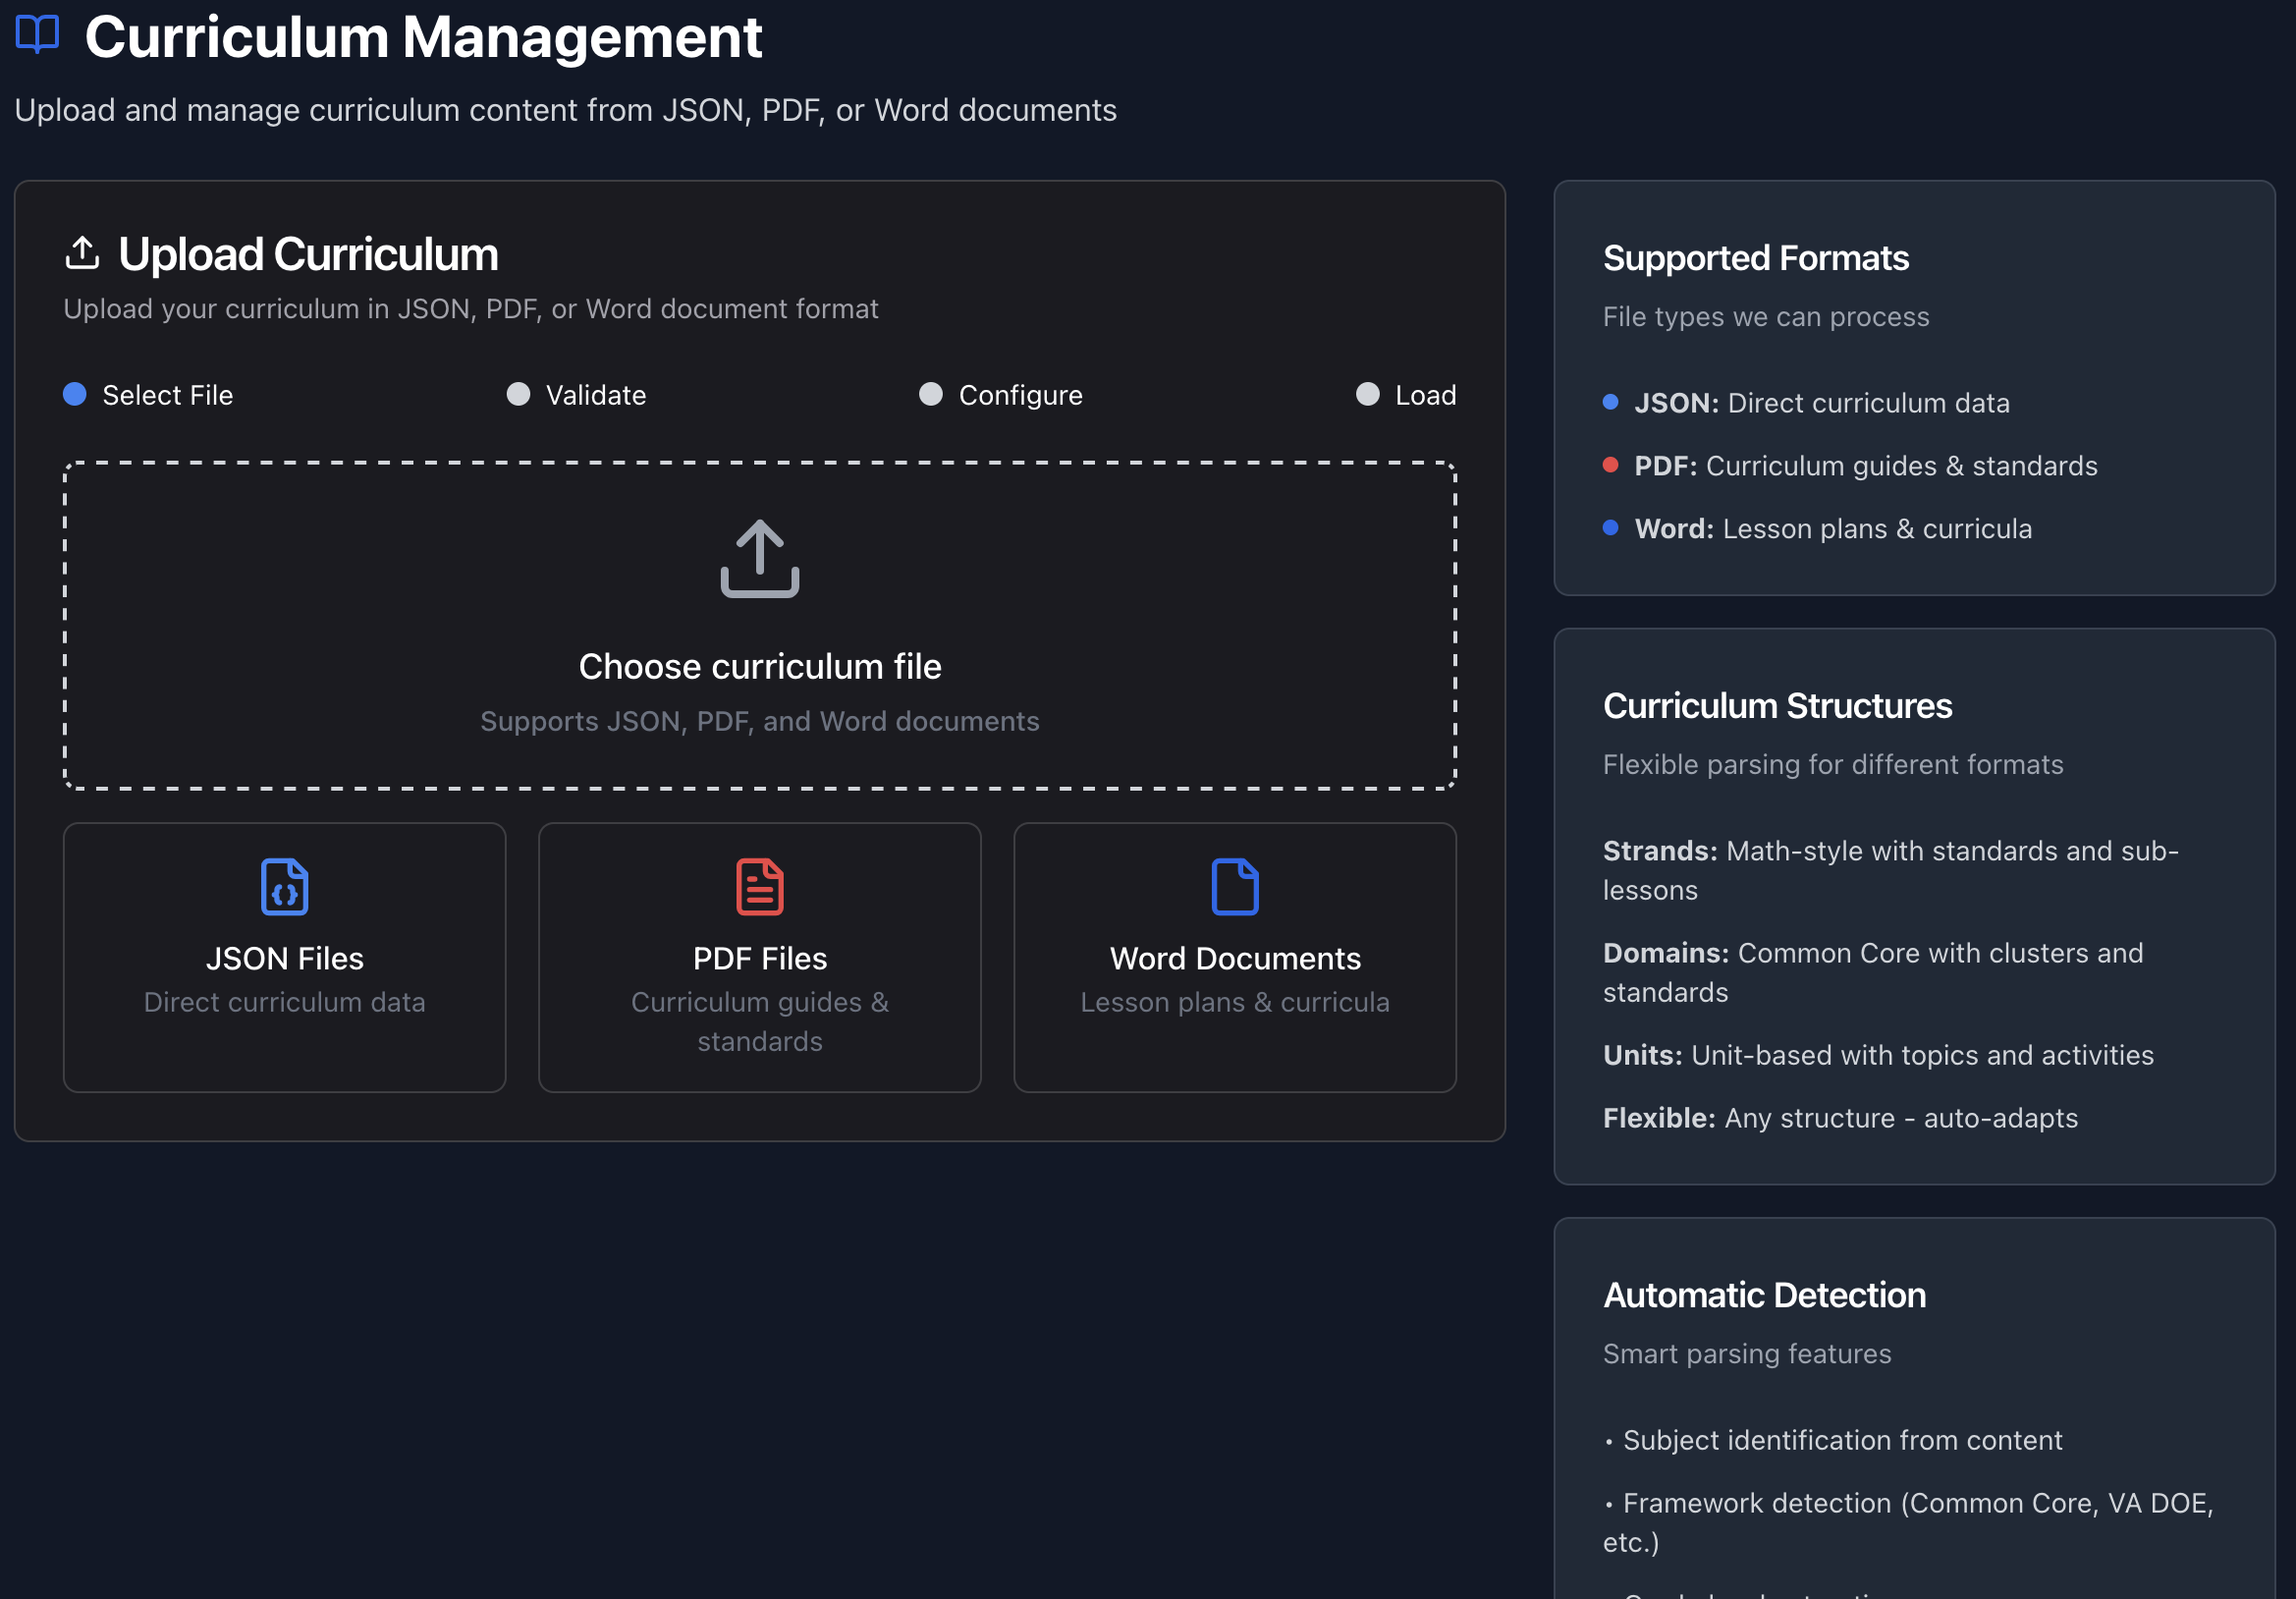 Curriculum Management
Upload and manage curriculum content from JSON, PDF, or Word documents
Upload Curriculum
Upload your curriculum in JSON, PDF, or Word document format
Select File
Validate
Configure
Load
Choose curriculum file
Supports JSON, PDF, and Word documents
{}
JSON Files
Direct curriculum data
PDF Files
Curriculum guides &
standards
Word Documents
Lesson plans & curricula
Supported Formats
File types we can process
JSON: Direct curriculum data
PDF: Curriculum guides & standards
Word: Lesson plans & curricula
Curriculum Structures
Flexible parsing for different formats
Strands: Math-style with standards and sub-
lessons
Domains: Common Core with clusters and
standards
Units: Unit-based with topics and activities
Flexible: Any structure - auto-adapts
Automatic Detection
Smart parsing features
• Subject identification from content
• Framework detection (Common Core, VA DOE,
etc.)